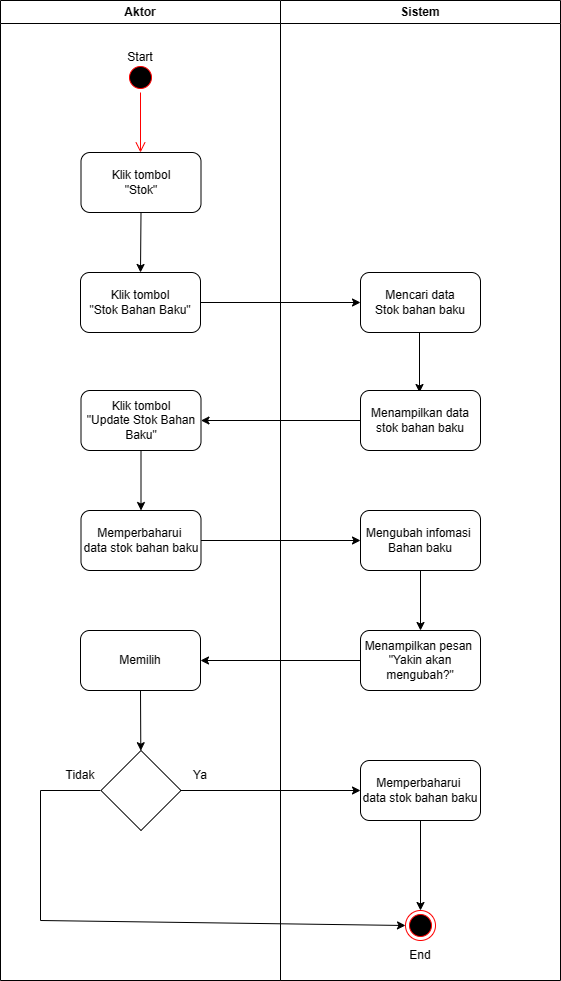 Aktor
Sistem
Start
Klik tombol
"Stok"
Klik tombol
"Stok Bahan Baku"
Mencari data
Stok bahan baku
Klik tombol
"Update Stok Bahan
Baku"
Menampilkan data
stok bahan baku
Memperbaharui
data stok bahan baku
Mengubah infomasi
Bahan baku
Memilih
Menampilkan pesan
"Yakin akan
mengubah?"
Tidak
Ya
Memperbaharui
data stok bahan baku
End